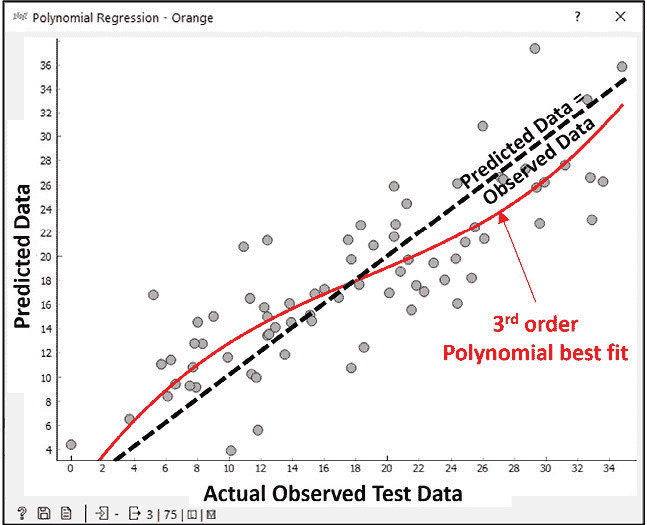 Polynomial Regression - Orange
?
36
34
32
30
28
26
24
22
20
18
16
14
12
10
8
6
4
Predicted Data
Predicted Data =
Observed Data
3rd order
Polynomial best fit
0 2 4 6 8 10 12 14 16 18 20 22 24 26 28 30 32 34
Actual Observed Test Data
? 3 | 75 |